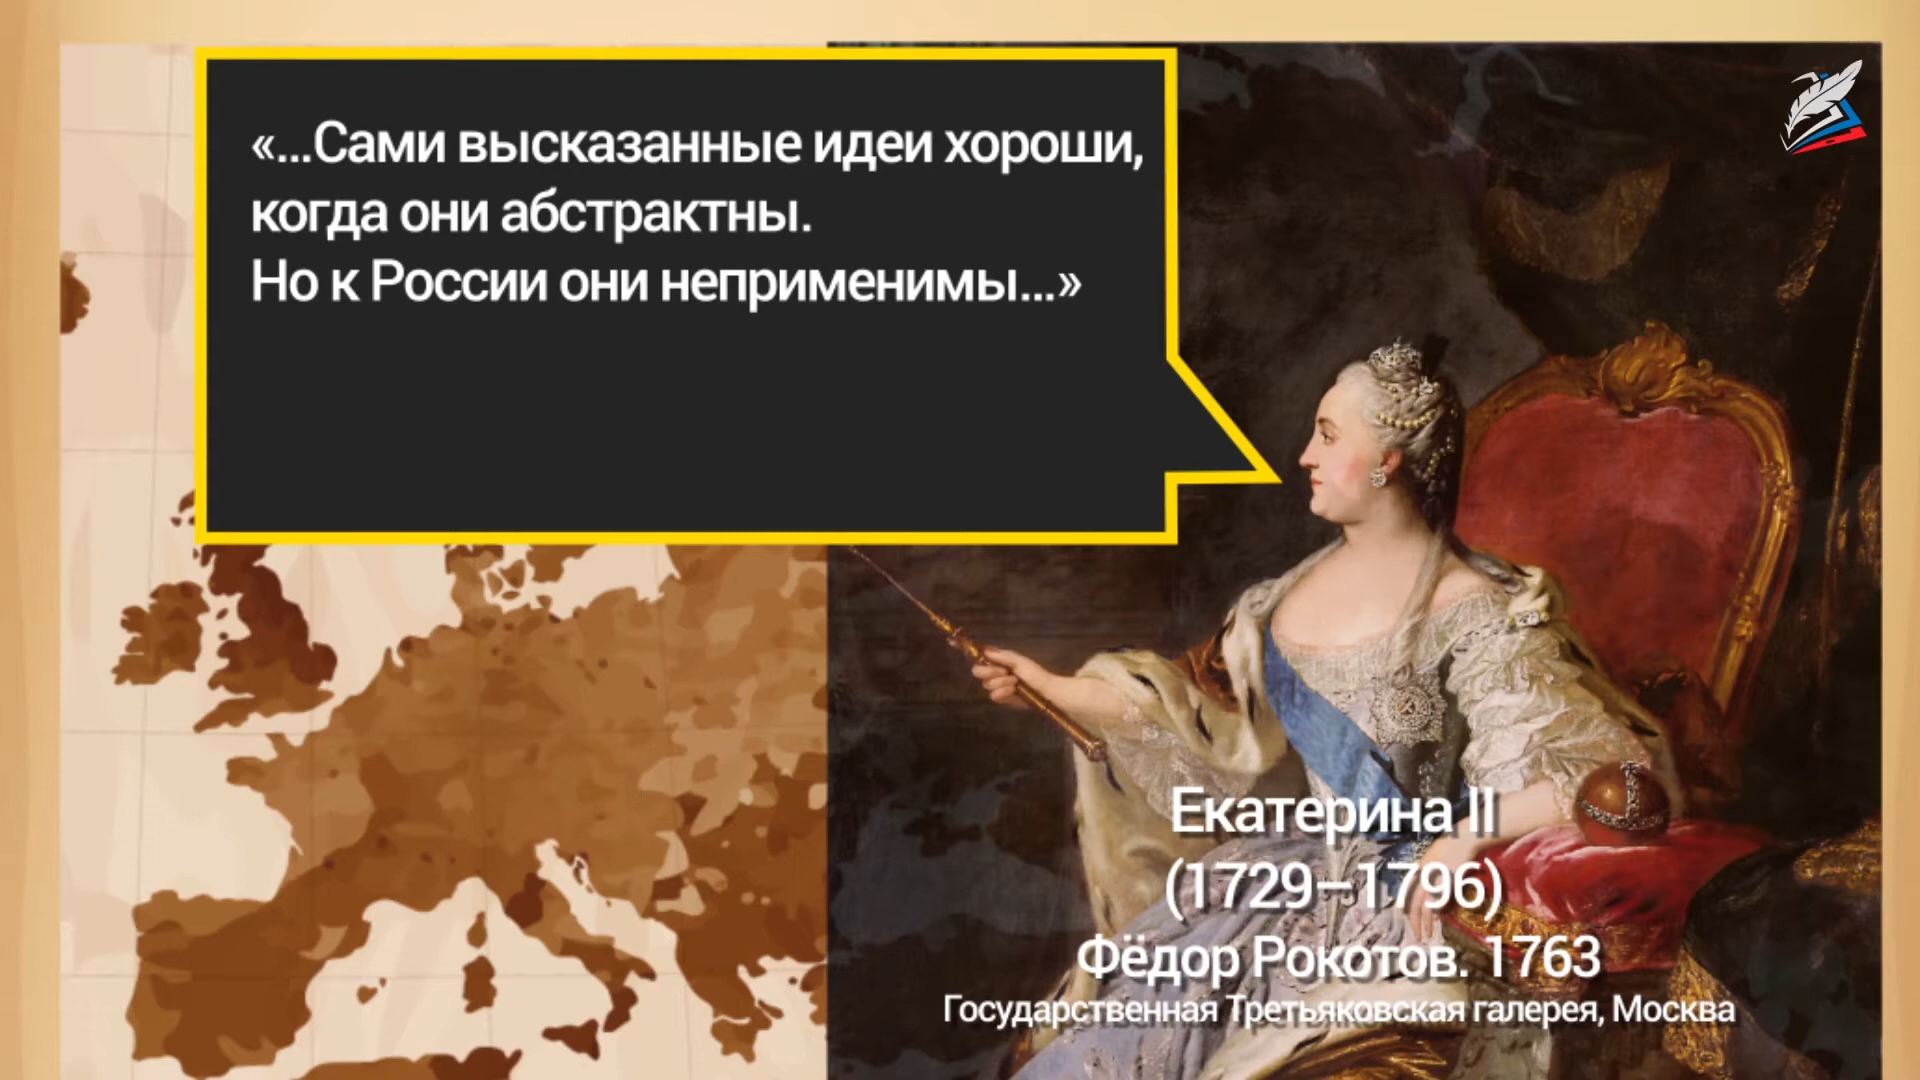 «...Сами высказанные идеи хороши,
когда они абстрактны.
Но к России они неприменимы...»
Екатерина II
(1729–1796)
Фёдор Рокотов. 1763
Государственная Третьяковская галерея, Москва